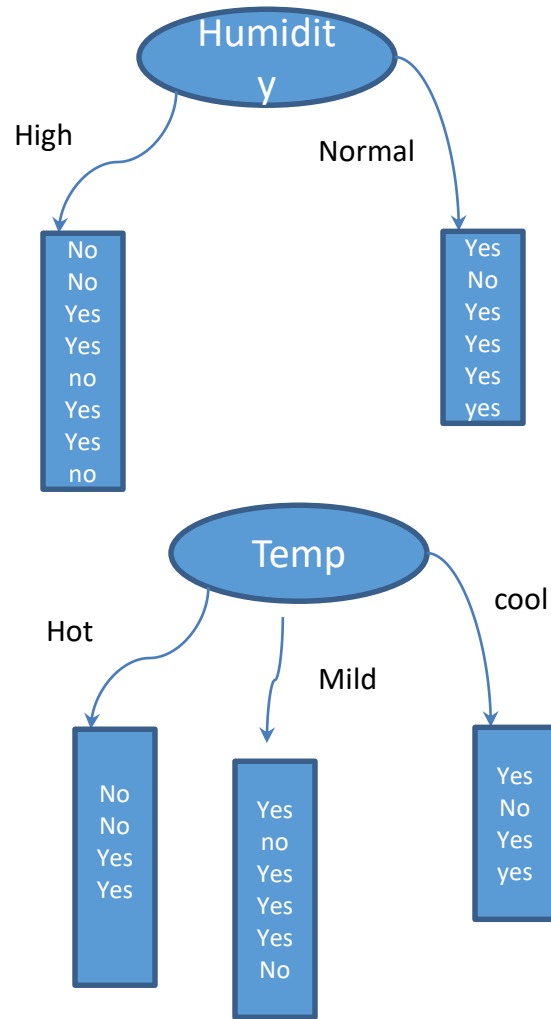 Humidit
y
High
Normal
No
No
Yes
Yes
no
Yes
Yes
no
Yes
No
Yes
Yes
Yes
yes
Temp
Hot
Mild
cool
No
No
Yes
Yes
Yes
no
Yes
Yes
Yes
No
Yes
No
Yes
yes